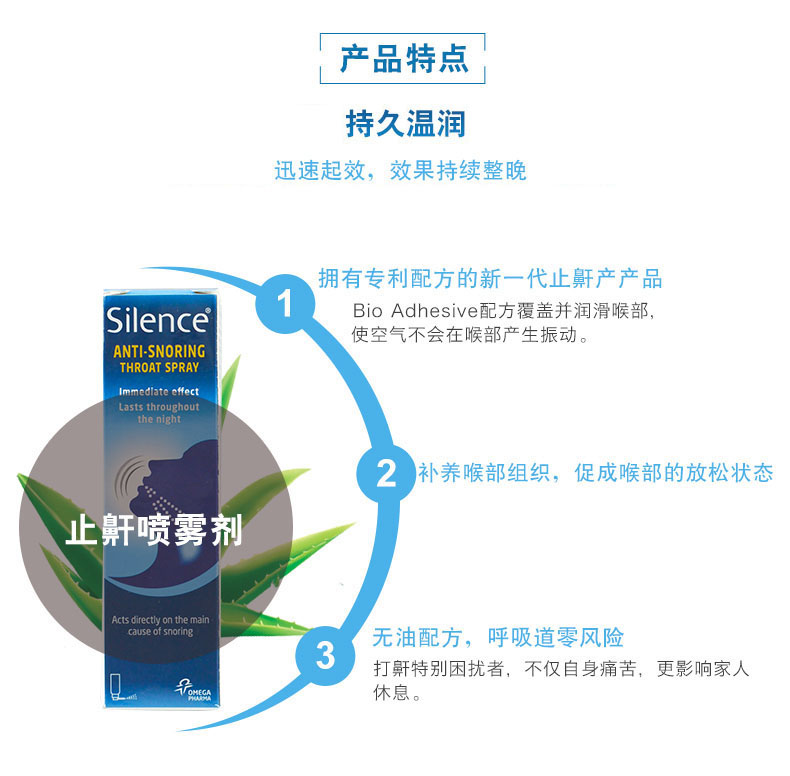 产品特点
持久温润
迅速起效，效果持续整晚
1
拥有专利配方的新一代止鼾产产品
Bio Adhesive配方覆盖并润滑喉部，
使空气不会在喉部产生振动。
2
补养喉部组织，促成喉部的放松状态
3
无油配方，呼吸道零风险
打鼾特别困扰者，不仅自身痛苦，更影响家人
休息。
Silence®
ANTI-SNORING
THROAT SPRAY
Immediate effect
Lasts throughout
the night
止鼾喷雾剂
Acts directly on the main
cause of snoring
OMEGA
PHARMA